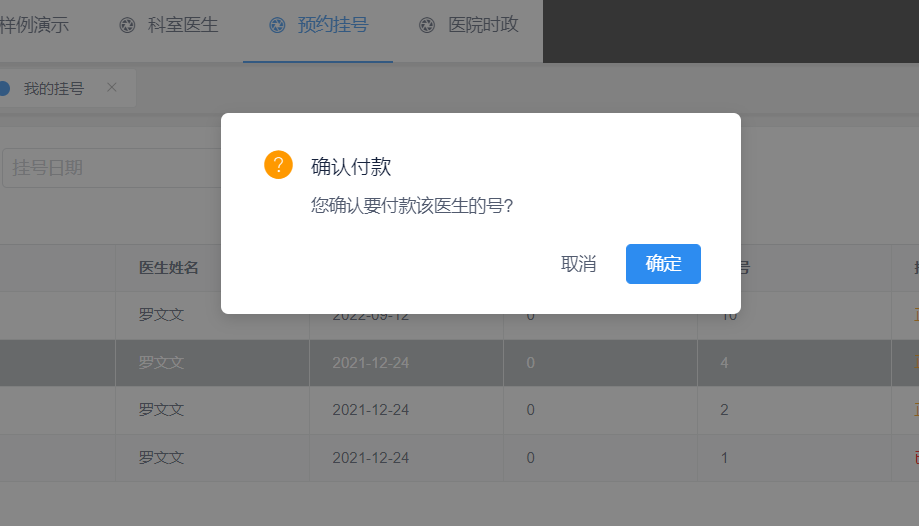 样例演示 科室医生 预约挂号 医院时政
我的挂号
挂号日期
确认付款
您确认要付款该医生的号?
取消 确定
医生姓名 号
罗文文 2022-09-12 0 10
罗文文 2021-12-24 0 4
罗文文 2021-12-24 0 2
罗文文 2021-12-24 0 1